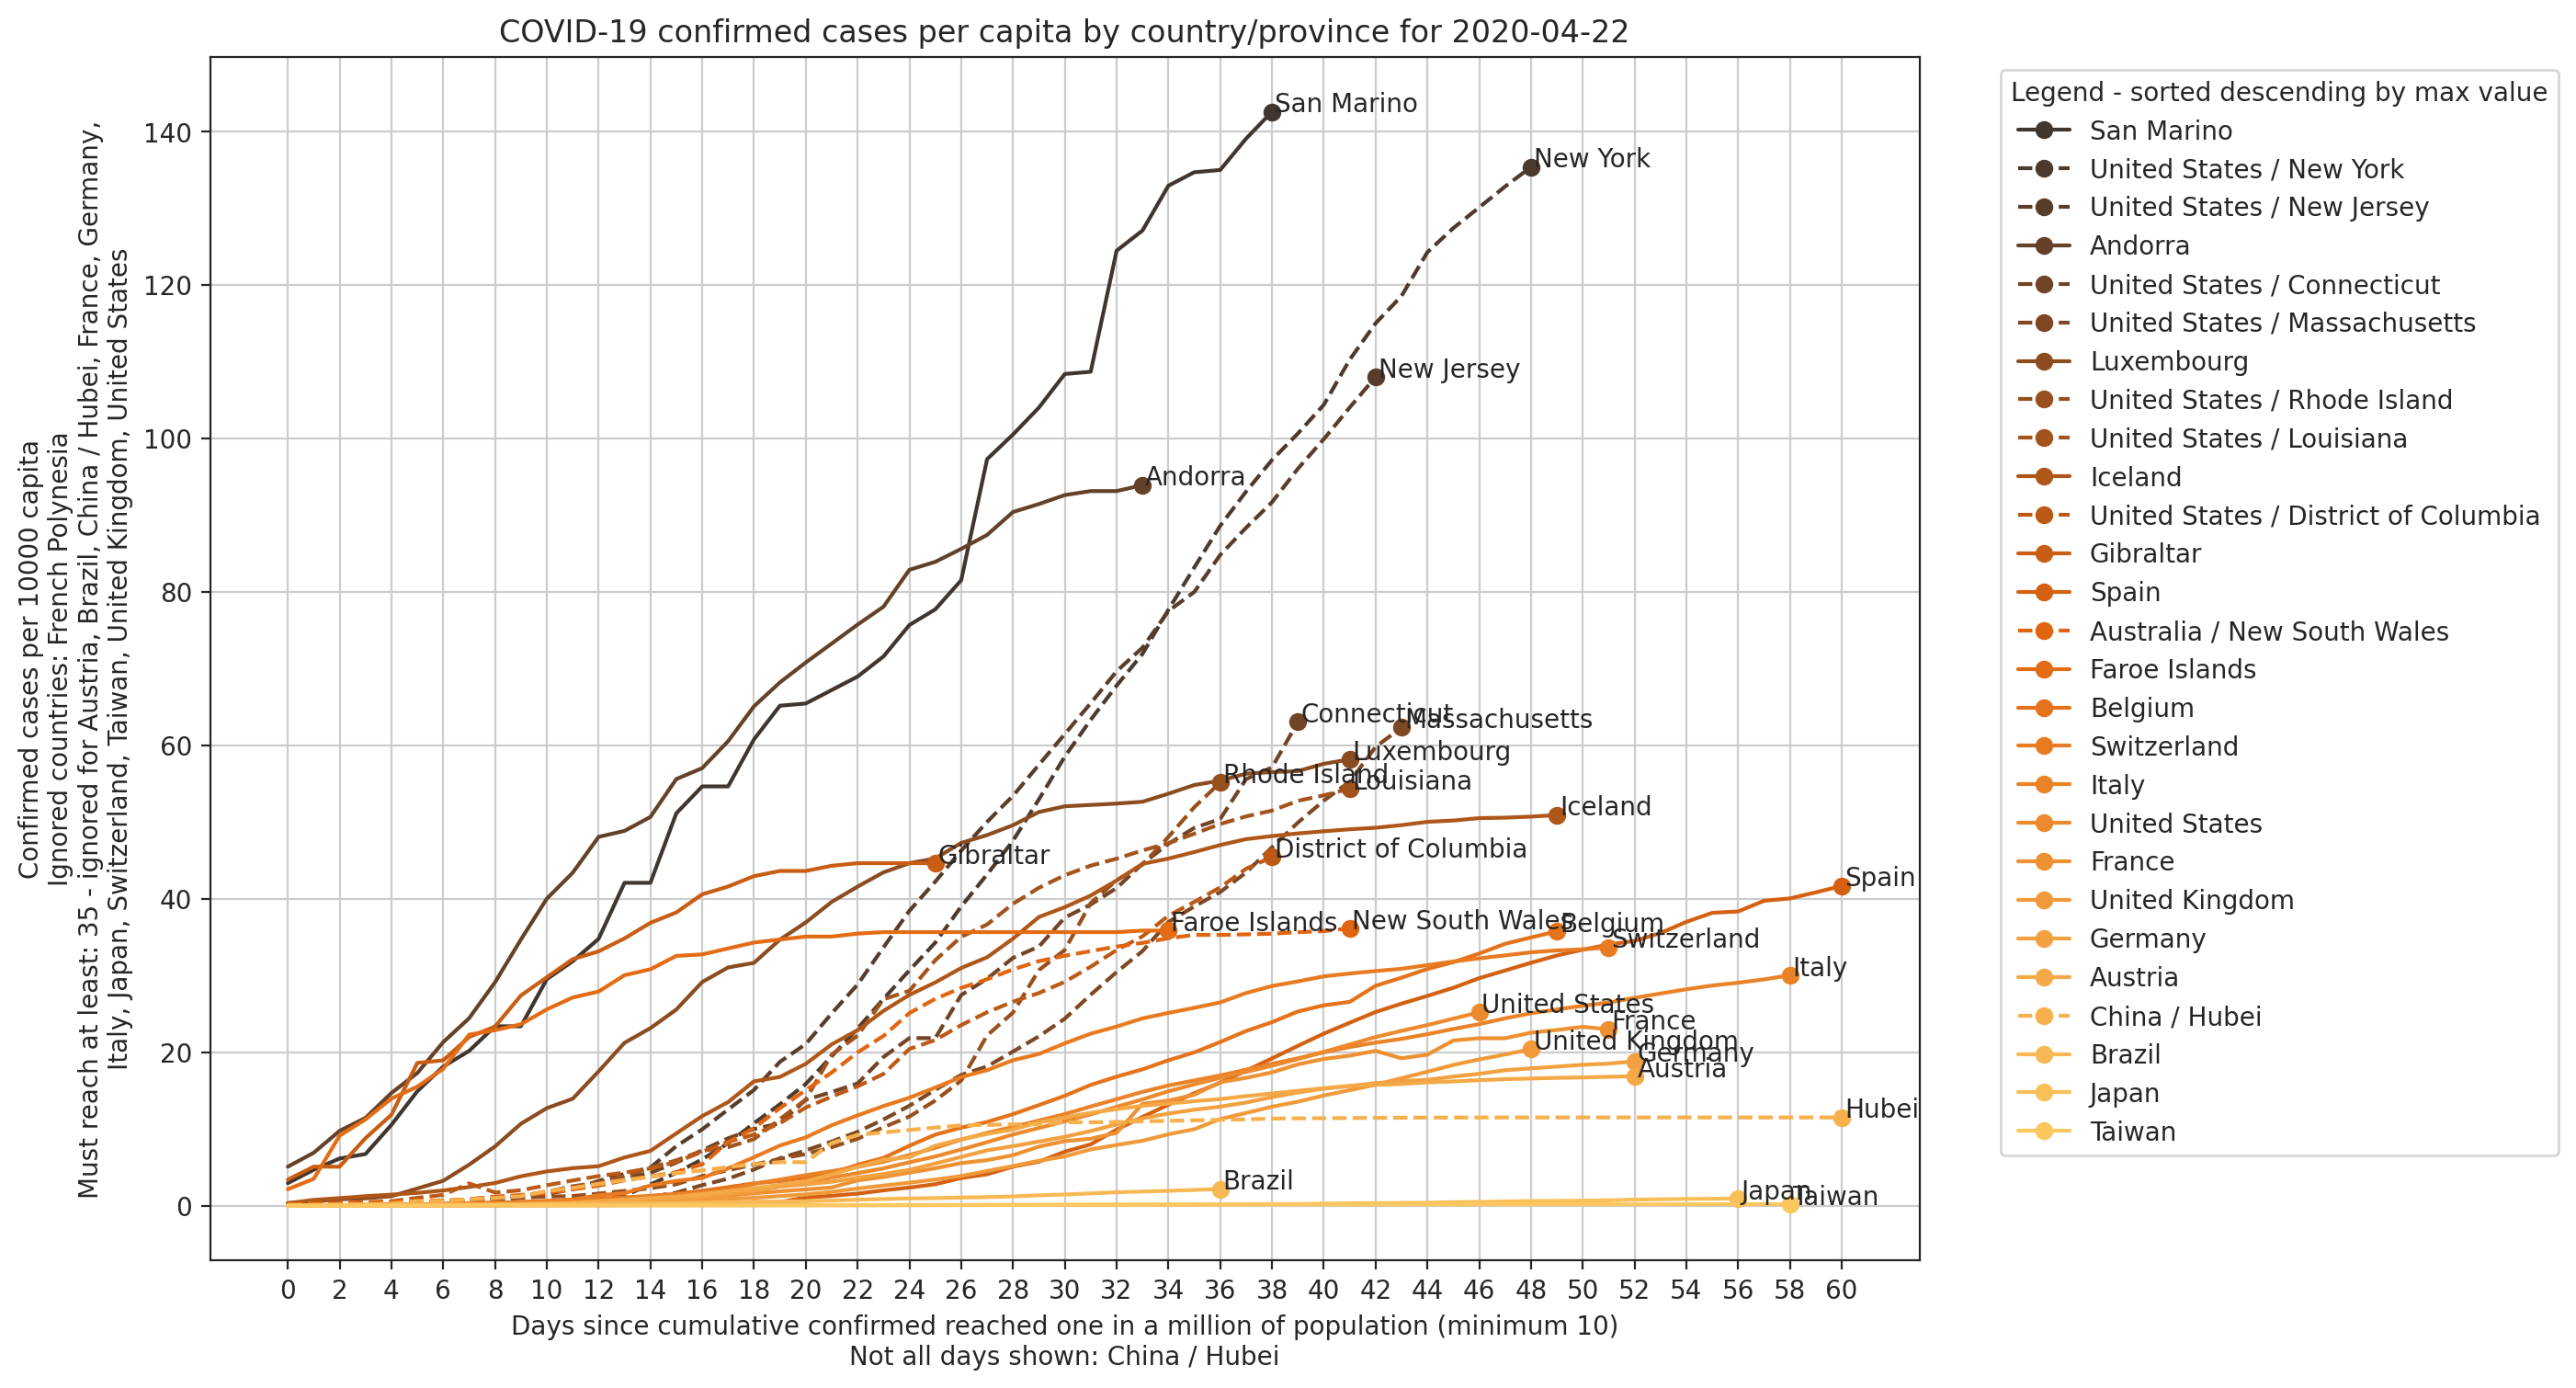 COVID-19 confirmed cases per capita by country/province for 2020-04-22
Confirmed cases per 10000 capita
Ignored countries: French Polynesia
Must reach at least: 35 - ignored for Austria, Brazil, China / Hubei, France, Germany,
Italy, Japan, Switzerland, Taiwan, United Kingdom, United States
140
120
100
80
60
40
20
0
San Marino
New York
New Jersey
Andorra
Connecticut
Massachusetts
Luxembourg
Rhode Island
Louisiana
Iceland
Gibraltar
District of Columbia
Spain
Faroe Islands
New South Wales
Belgium
Switzerland
Italy
United States
France
United Kingdom
Germany
Austria
Hubei
Brazil
Japan
Taiwan
0 2 4 6 8 10 12 14 16 18 20 22 24 26 28 30 32 34 36 38 40 42 44 46 48 50 52 54 56 58 60
Days since cumulative confirmed reached one in a million of population (minimum 10)
Not all days shown: China / Hubei
Legend - sorted descending by max value
San Marino
United States / New York
United States / New Jersey
Andorra
United States / Connecticut
United States / Massachusetts
Luxembourg
United States / Rhode Island
United States / Louisiana
Iceland
United States / District of Columbia
Gibraltar
Spain
Australia / New South Wales
Faroe Islands
Belgium
Switzerland
Italy
United States
France
United Kingdom
Germany
Austria
China / Hubei
Brazil
Japan
Taiwan